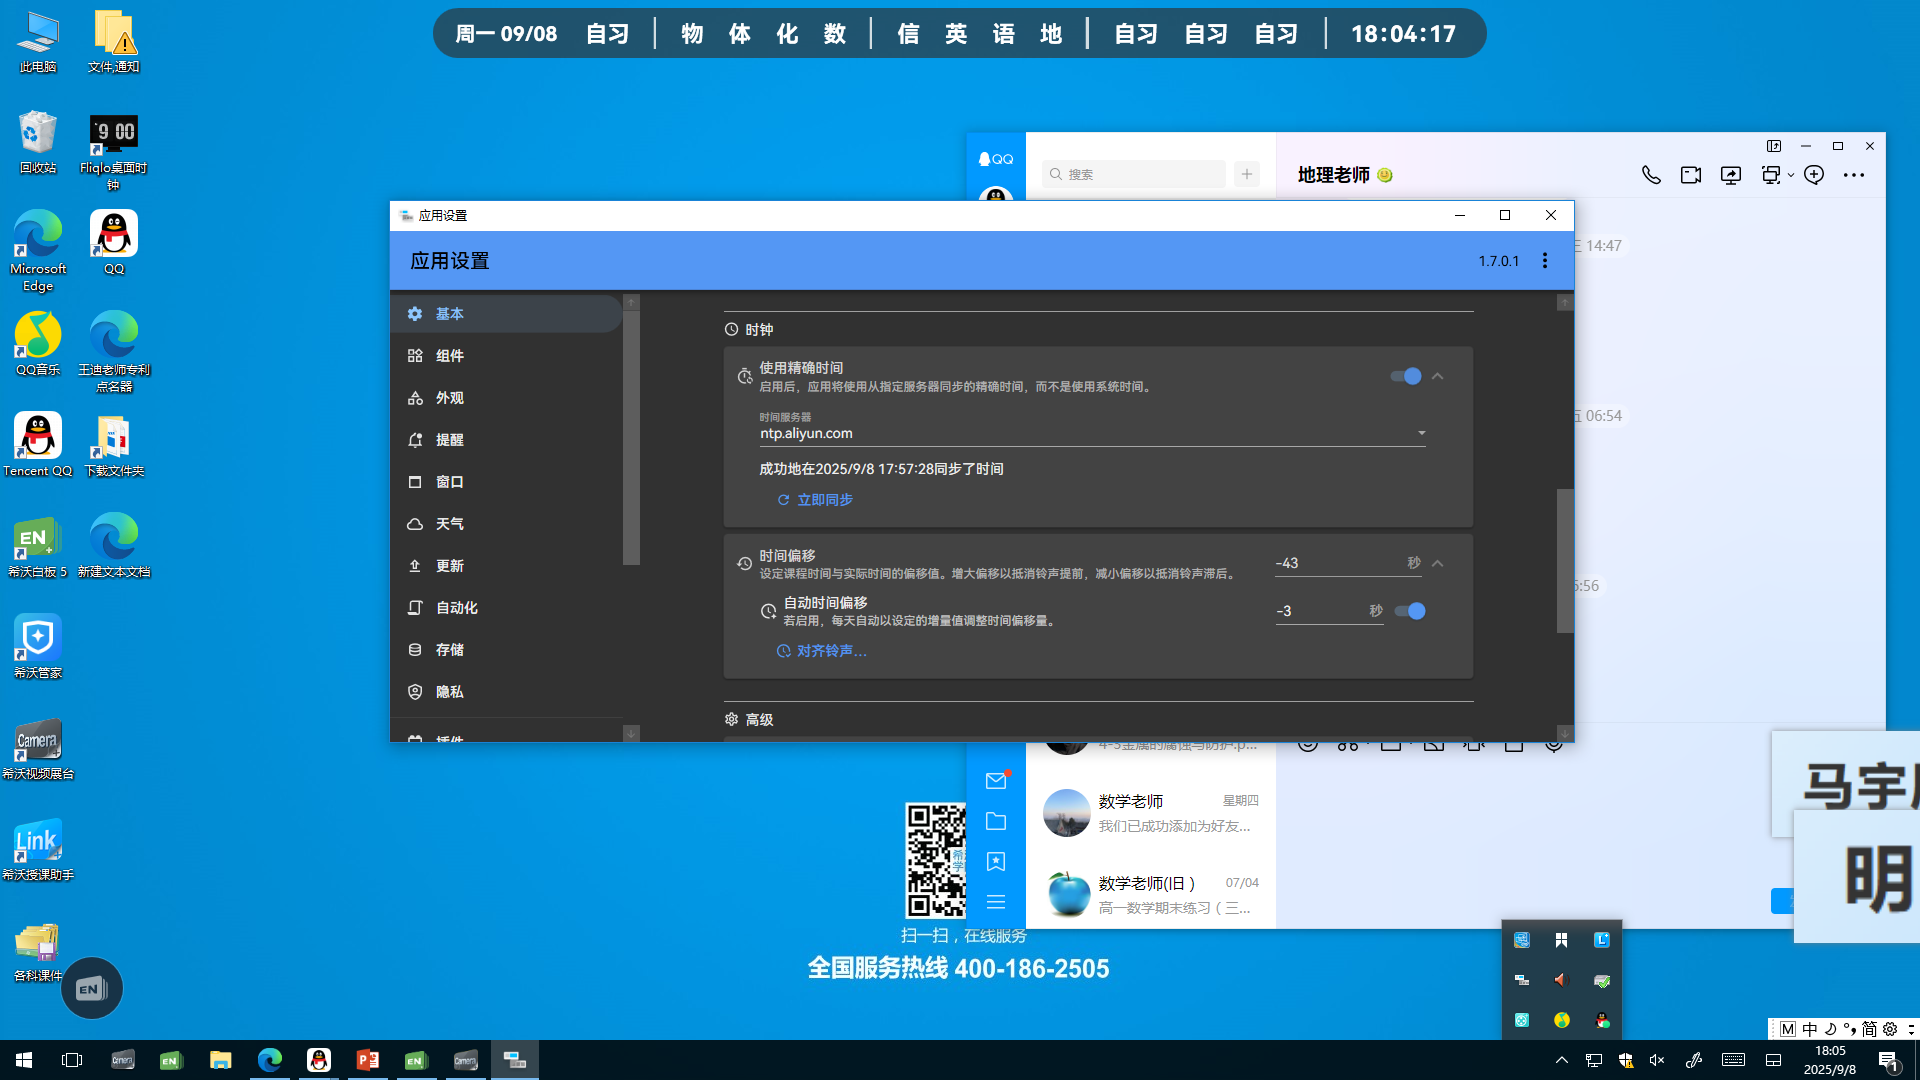 周一 09/08 自习 物 体 化 数 信 英 语 地 自习 自习 自习 18:04:17
此电脑
文件,通知
回收站
9 00
Fliqlo桌面时钟
Microsoft Edge
QQ
QQ音乐
王迪老师专利点名器
Tencent QQ
下载文件夹
EN
希沃白板 5
新建文本文档
希沃管家
Camera
希沃视频展台
Link
希沃授课助手
各科课件
EN
QQ
搜索
地理老师
14:47
06:54
应用设置
应用设置
1.7.0.1
基本
组件
外观
提醒
窗口
天气
更新
自动化
存储
隐私
插件
时钟
使用精确时间
启用后，应用将使用从指定服务器同步的精确时间，而不是使用系统时间。
时间服务器
ntp.aliyun.com
成功地在2025/9/8 17:57:28同步了时间
立即同步
时间偏移
设定课程时间与实际时间的偏移值。增大偏移以抵消铃声提前，减小偏移以抵消铃声滞后。
-43 秒
自动时间偏移
若启用，每天自动以设定的增量值调整时间偏移量。
-3 秒
对齐铃声...
高级
4-3金属的腐蚀与防护.p...
数学老师 星期四
我们已成功添加为好友...
数学老师(旧) 07/04
高一数学期末练习（三...
马宇
明
扫一扫，在线服务
全国服务热线 400-186-2505
M 中 简
18:05
2025/9/8
1